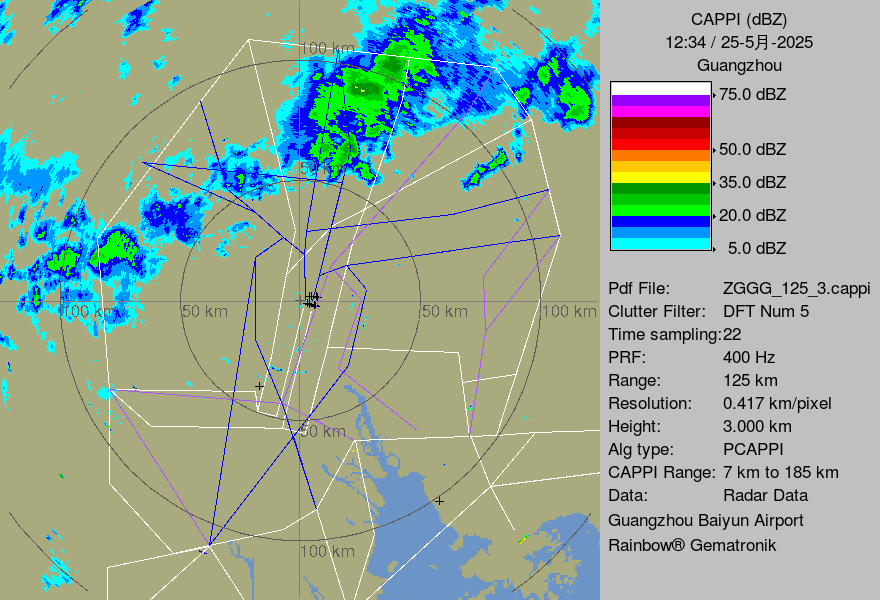 CAPPI (dBZ)
12:34 / 25-5月-2025
Guangzhou
75.0 dBZ
50.0 dBZ
35.0 dBZ
20.0 dBZ
5.0 dBZ
Pdf File: ZGGG_125_3.cappi
Clutter Filter: DFT Num 5
Time sampling:22
PRF: 400 Hz
Range: 125 km
Resolution: 0.417 km/pixel
Height: 3.000 km
Alg type: PCAPPI
CAPPI Range: 7 km to 185 km
Data: Radar Data
Guangzhou Baiyun Airport
Rainbow® Gematronik
100 km
100 km
50 km
50 km
100 km
50 km
100 km